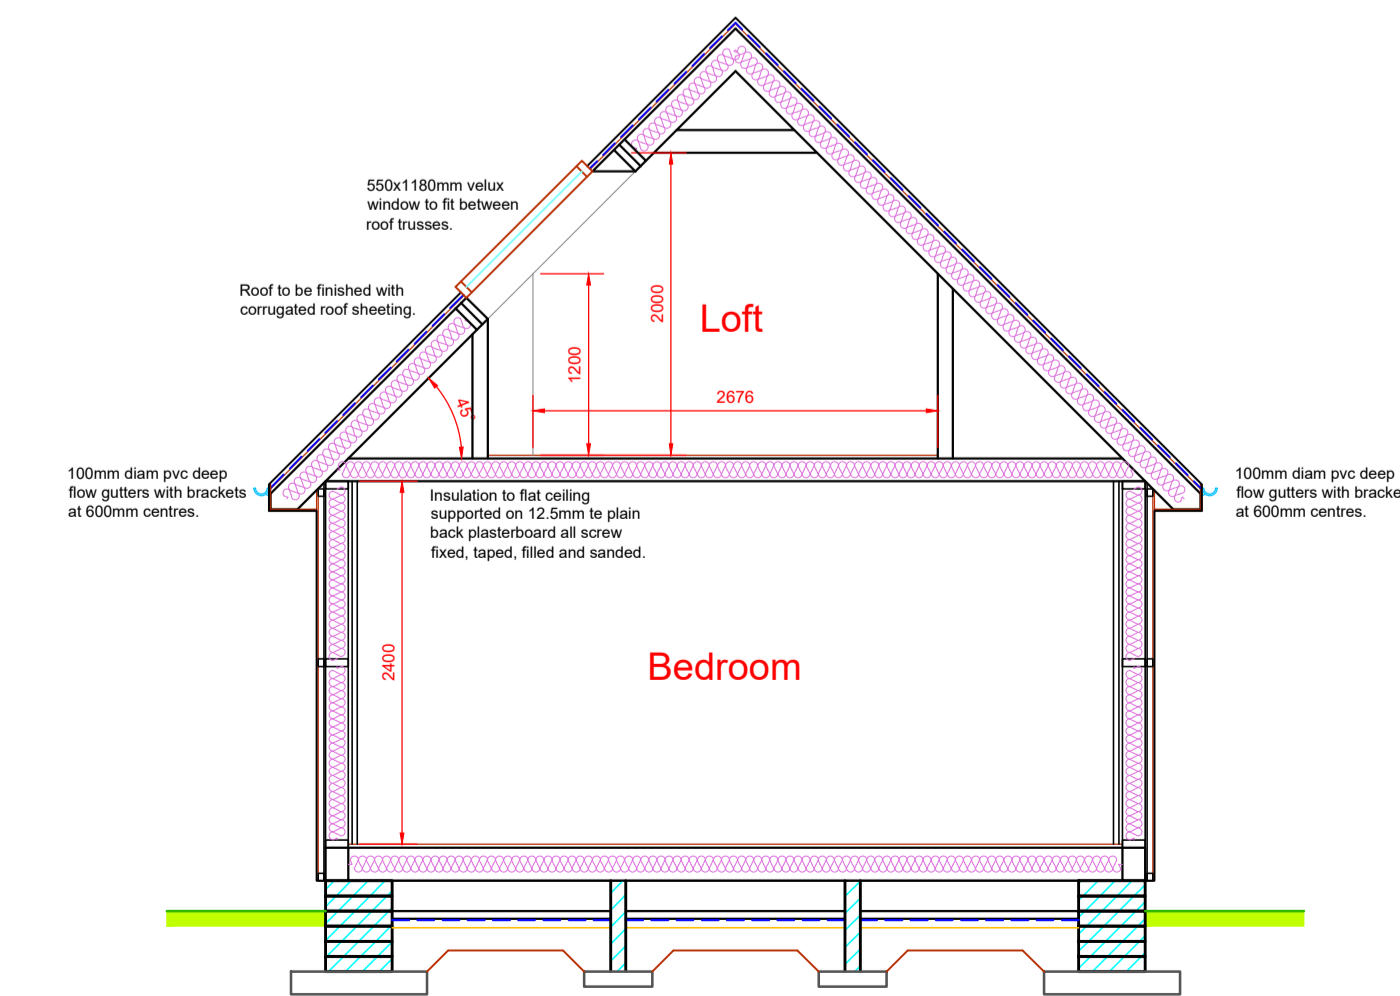 550x1180mm velux
window to fit between
roof trusses.
Roof to be finished with
corrugated roof sheeting.
2000
Loft
1200
2676
45°
100mm diam pvc deep
flow gutters with brackets
at 600mm centres.
100mm diam pvc deep
flow gutters with bracke
at 600mm centres.
Insulation to flat ceiling
supported on 12.5mm te plain
back plasterboard all screw
fixed, taped, filled and sanded.
2400
Bedroom